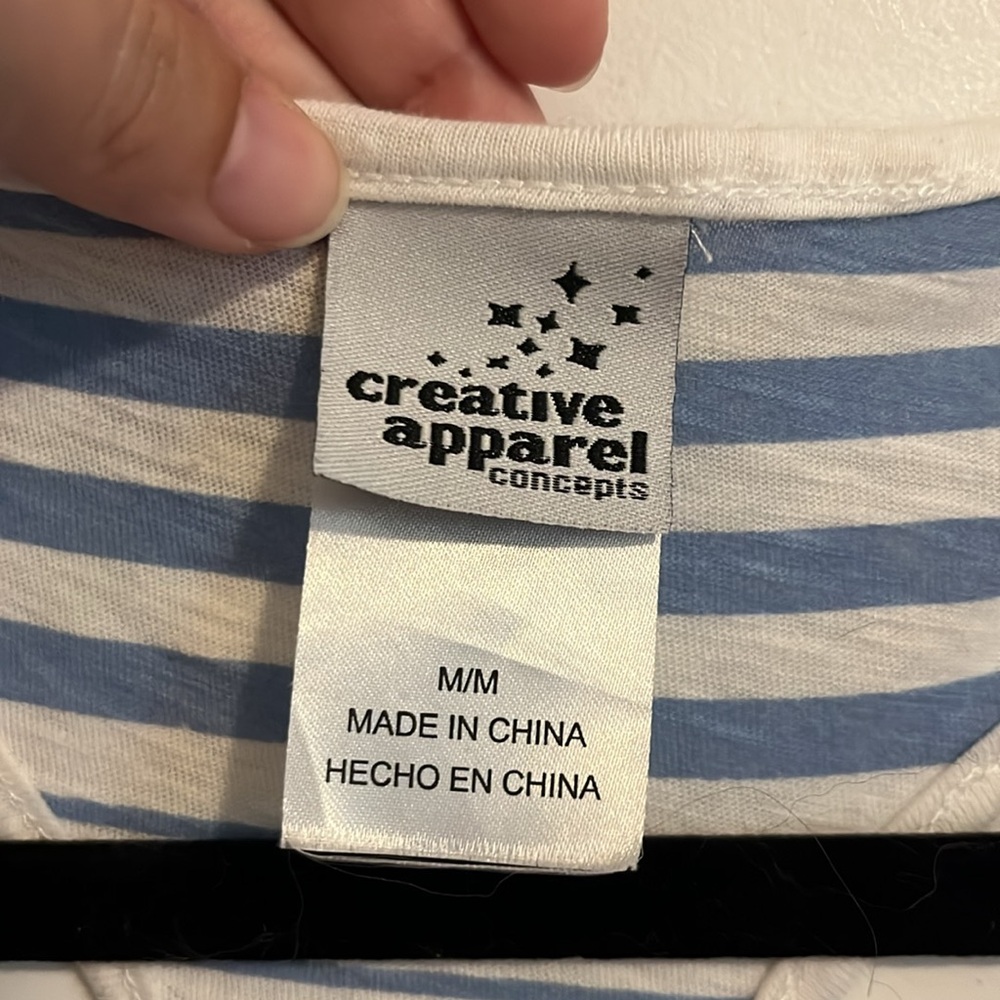 creative
apparel
concepts
M/M
MADE IN CHINA
HECHO EN CHINA